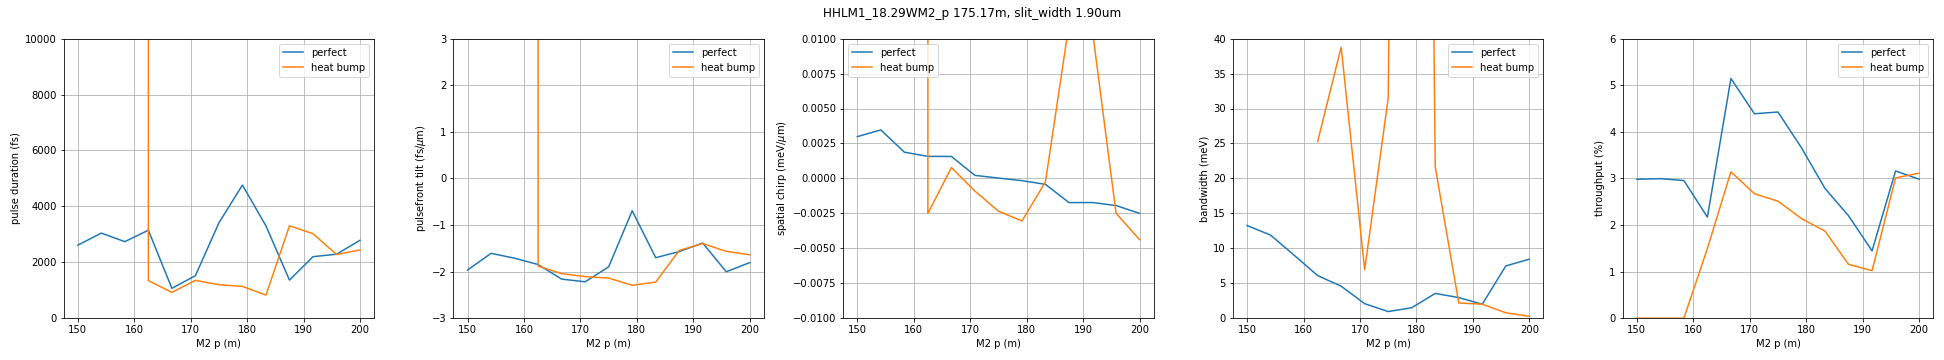 HHLM1_18.29WM2_p 175.17m, slit_width 1.90um
pulse duration (fs)
10000
8000
6000
4000
2000
0
150 160 170 180 190 200
M2 p (m)
perfect
heat bump
pulsefront tilt (fs/μm)
3
2
1
0
−1
−2
−3
150 160 170 180 190 200
M2 p (m)
perfect
heat bump
spatial chirp (meV/μm)
0.0100
0.0075
0.0050
0.0025
0.0000
−0.0025
−0.0050
−0.0075
−0.0100
150 160 170 180 190 200
M2 p (m)
perfect
heat bump
bandwidth (meV)
40
35
30
25
20
15
10
5
0
150 160 170 180 190 200
M2 p (m)
perfect
heat bump
throughput (%)
6
5
4
3
2
1
0
150 160 170 180 190 200
M2 p (m)
perfect
heat bump